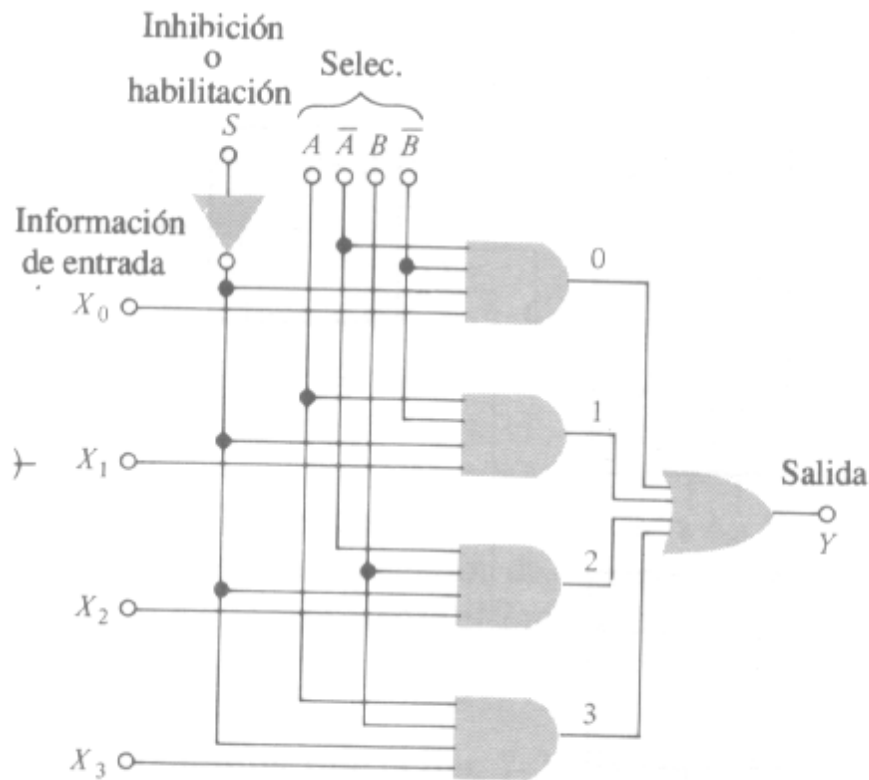 Inhibición
o
habilitación
S
Selec.
A A̅ B B̅
Información
de entrada
X₀
X₁
X₂
X₃
0
1
2
3
Salida
Y